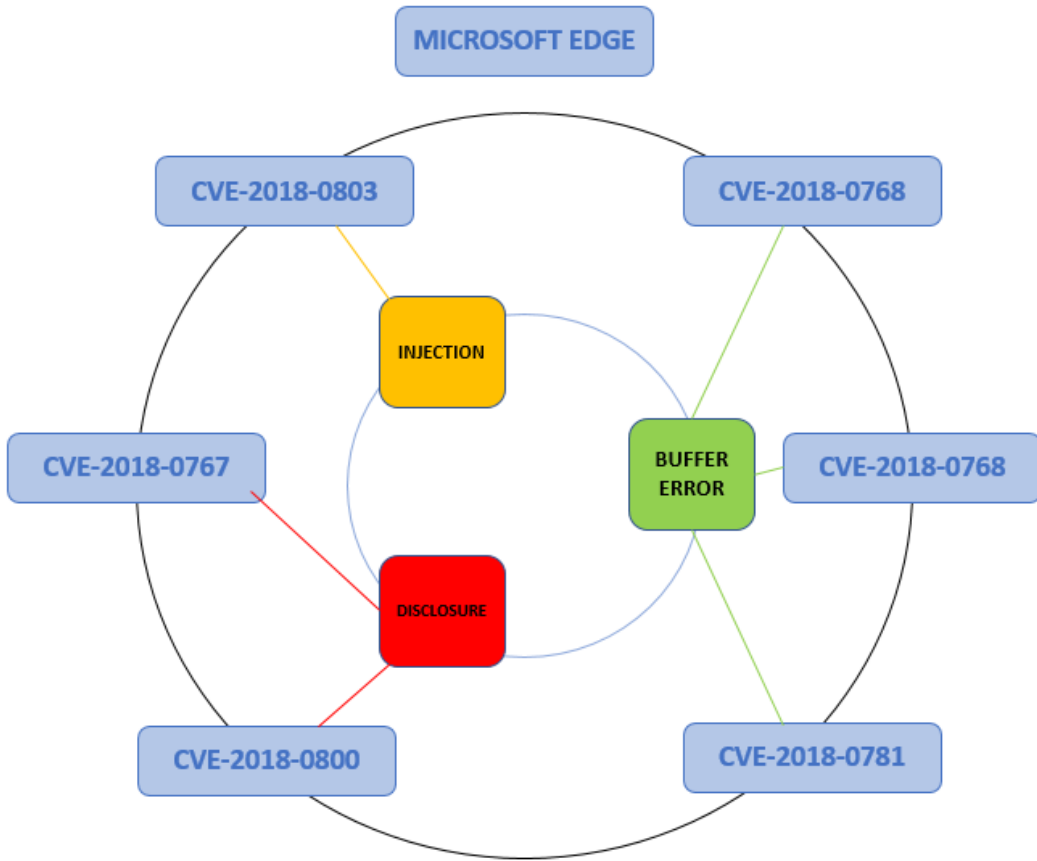 MICROSOFT EDGE
CVE-2018-0803
CVE-2018-0768
INJECTION
BUFFER
ERROR
CVE-2018-0767
CVE-2018-0768
DISCLOSURE
CVE-2018-0800
CVE-2018-0781